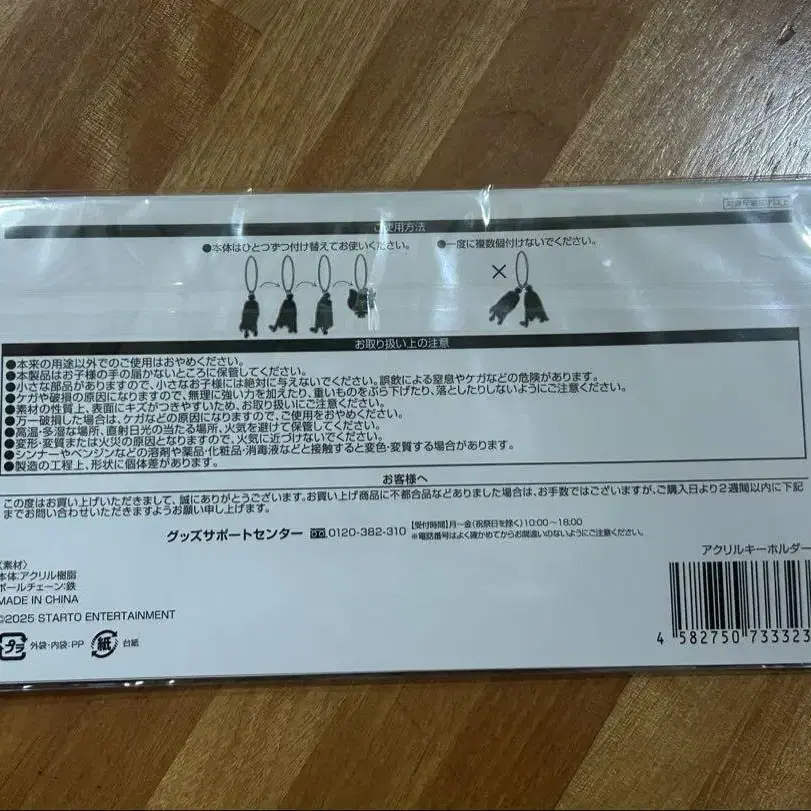 対象年齢6才以上
ご使用方法
●本体はひとつずつ付け替えてお使いください。
●一度に複数個付けないでください。
×
お取り扱い上の注意
●本来の用途以外でのご使用はおやめください。
●本製品はお子様の手の届かないところに保管してください。
●小さな部品がありますので、小さなお子様には絶対に与えないでください。誤飲による窒息やケガなどの危険があります。
●ケガや破損の原因になりますので、無理に強い力を加えたり、重いものをぶら下げたり、落としたりしないようにご注意ください。
●素材の性質上、表面にキズがつきやすいため、お取り扱いにご注意ください。
●万一破損した場合は、ケガなどの原因になりますので、ご使用をおやめください。
●高温・多湿な場所、直射日光の当たる場所、火気を避けて保管してください。
●変形・変質または火災の原因となりますので、火気に近づけないでください。
●シンナーやベンジンなどの溶剤や薬品・化粧品・消毒液などと接触すると変色・変質する場合があります。
●製造の工程上、形状に個体差があります。
お客様へ
この度はお買い上げいただきまして、誠にありがとうございます。お買い上げ商品に不都合品などありました場合は、お手数ではございますが、ご購入日より2週間以内に下記
までお問い合わせいただきますようお願い申し上げます。
グッズサポートセンター 0120-382-310 【受付時間】月〜金(祝祭日を除く)10:00〜16:00
※電話番号はよく確かめてからお間違いのないようにご注意ください。
〈素材〉
本体:アクリル樹脂
ボールチェーン:鉄
MADE IN CHINA
©2025 STARTO ENTERTAINMENT
プラ 外袋・内袋:PP 紙 台紙
アクリルキーホルダー
4 582750 733323